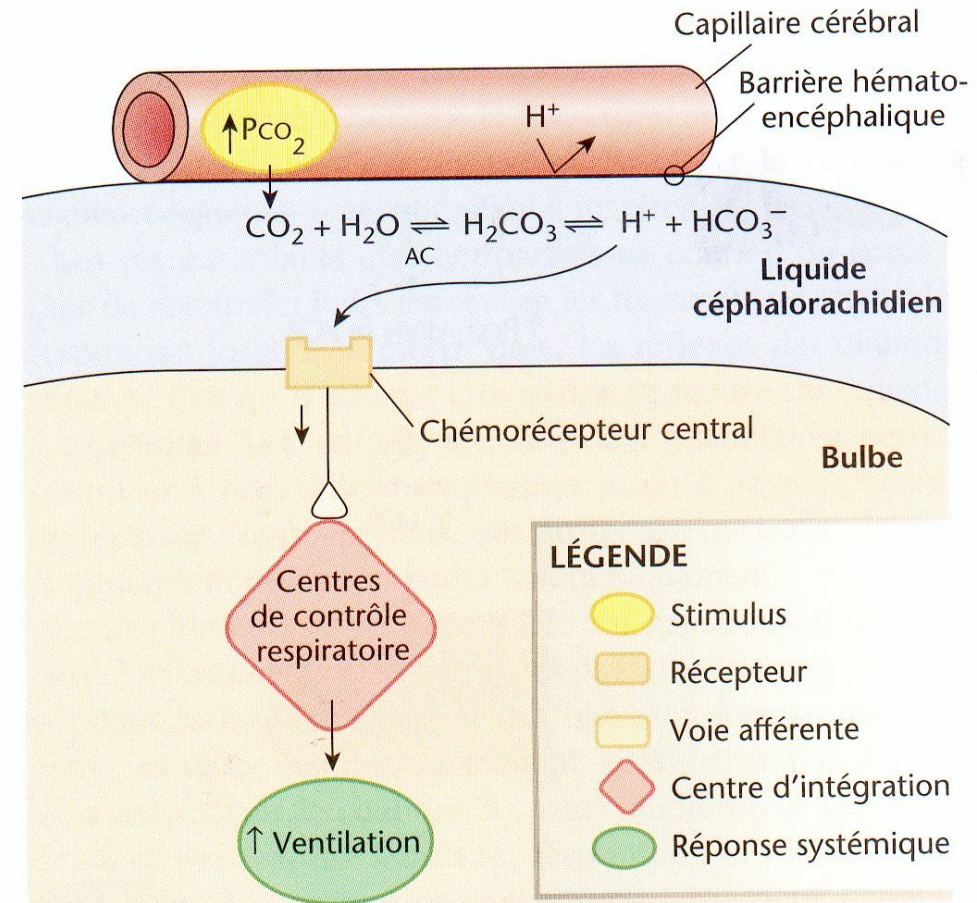 Capillaire cérébral
Barrière hémato-
encéphalique
↑PCO₂
H⁺
CO₂ + H₂O ⇌ H₂CO₃ ⇌ H⁺ + HCO₃⁻
AC
Liquide
céphalorachidien
Chémorécepteur central
Bulbe
Centres
de contrôle
respiratoire
↑ Ventilation
LÉGENDE
Stimulus
Récepteur
Voie afférente
Centre d'intégration
Réponse systémique